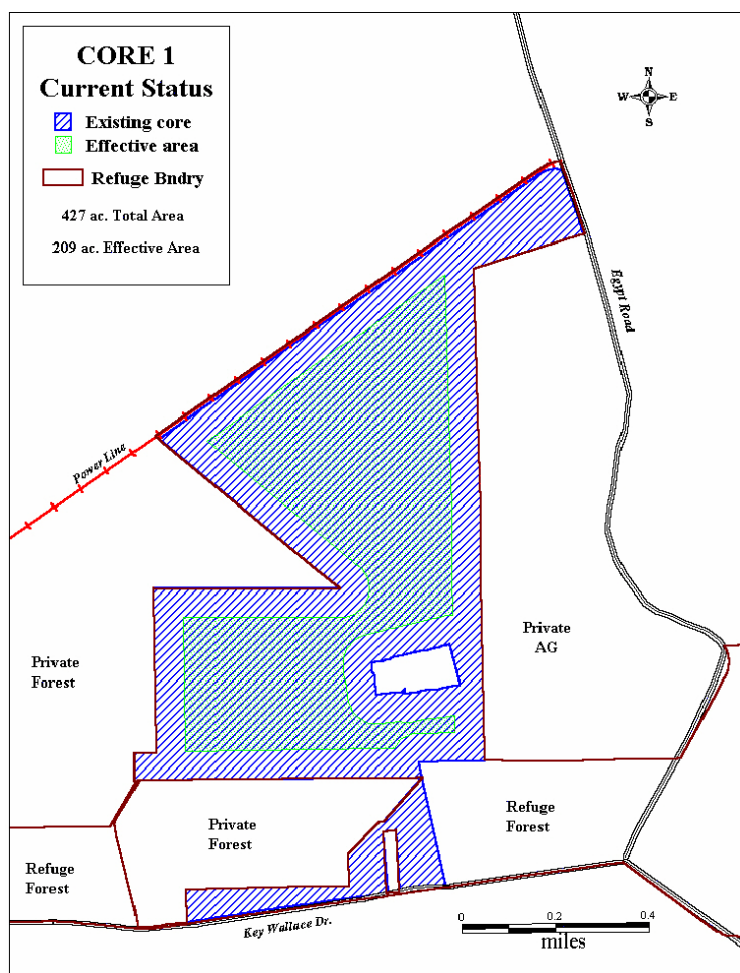 CORE 1
Current Status
Existing core
Effective area
Refuge Bndry
427 ac. Total Area
209 ac. Effective Area
N
W E
S
Egypt Road
Power Line
Private
AG
Private
Forest
Private
Forest
Refuge
Forest
Refuge
Forest
Key Wallace Dr.
0 0.2 0.4
miles